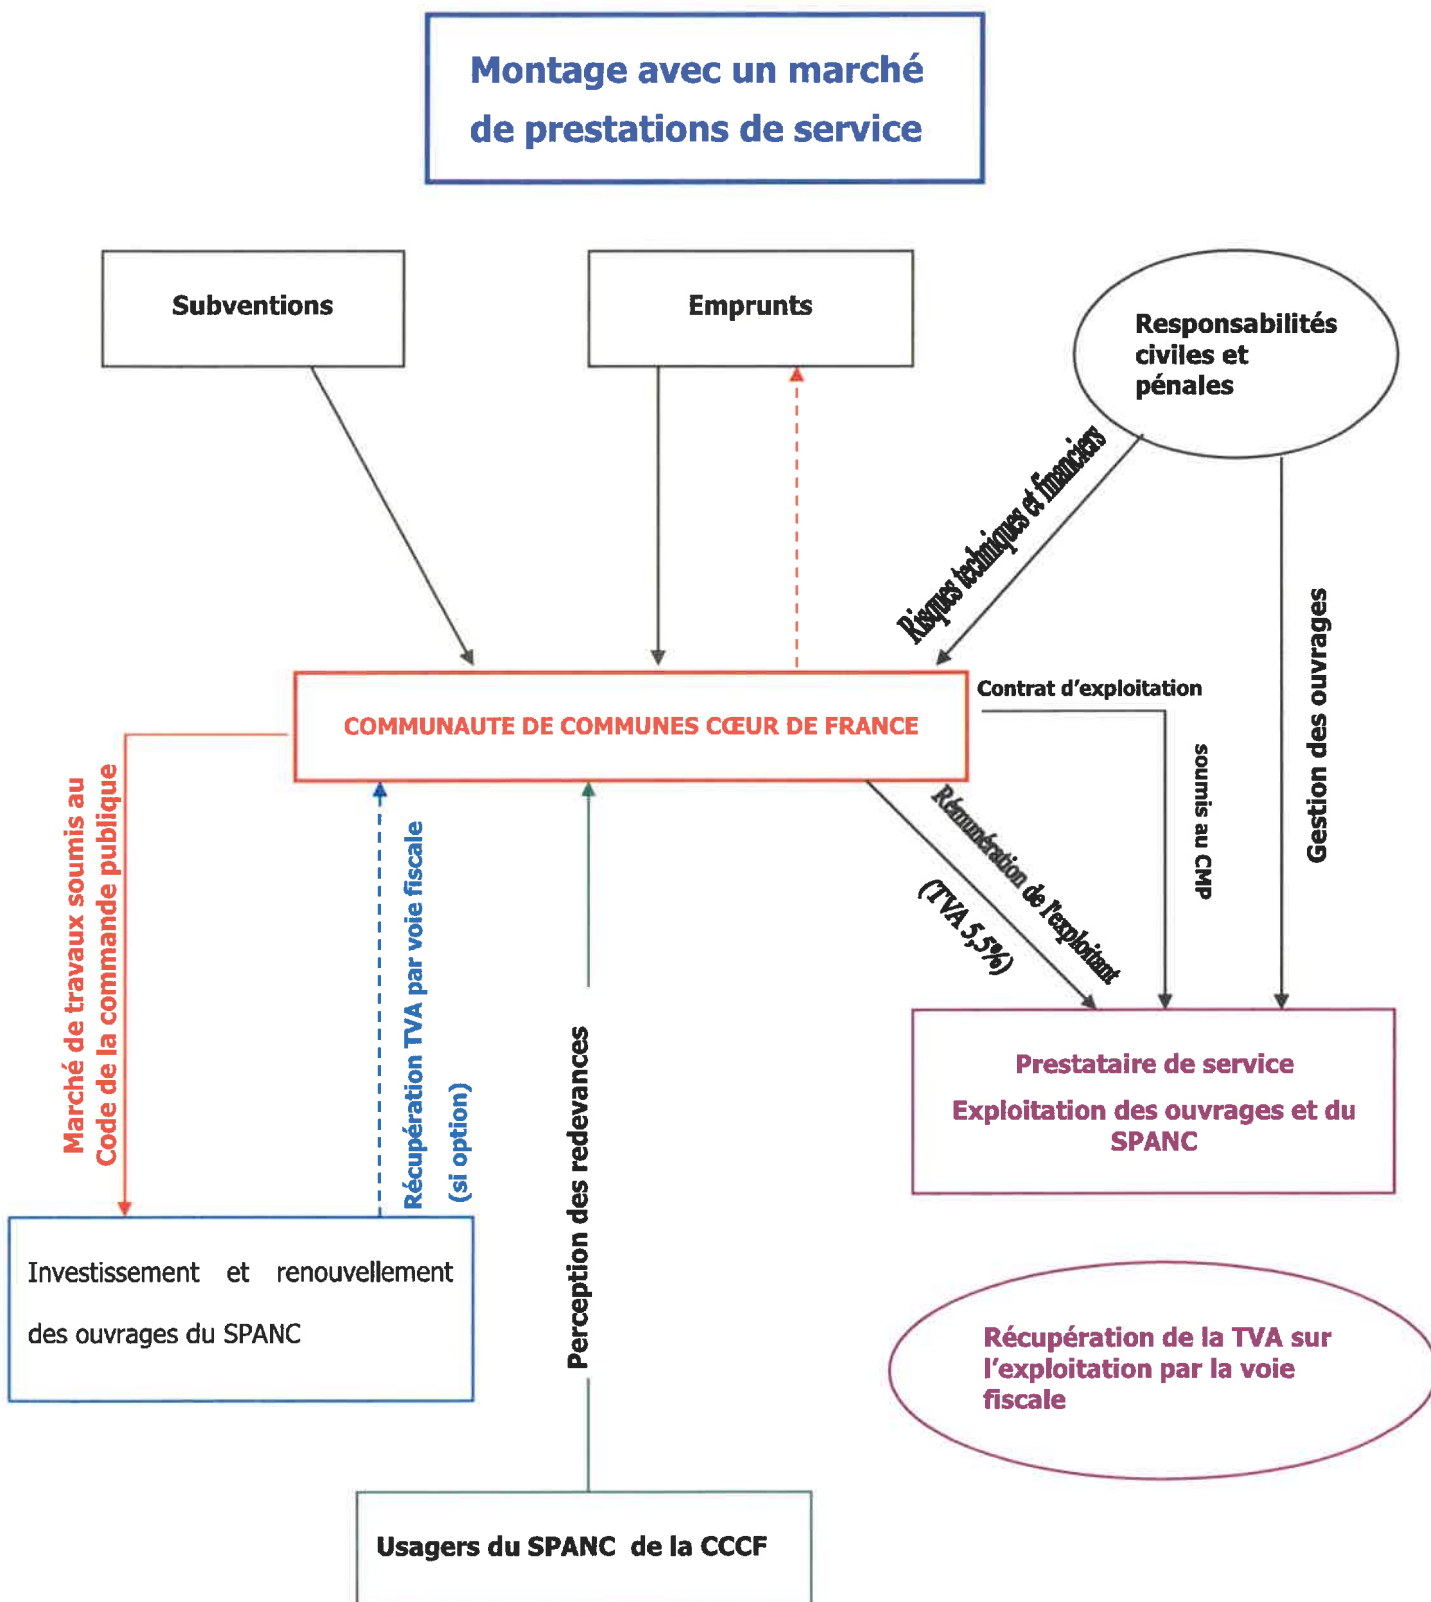 Montage avec un marché
de prestations de service
Subventions
Emprunts
Responsabilités
civiles et
pénales
Risques techniques et financiers
Gestion des ouvrages
Contrat d'exploitation
soumis au CMP
COMMUNAUTE DE COMMUNES CŒUR DE FRANCE
Rémunération de l'exploitant
(TVA 5,5%)
Marché de travaux soumis au
Code de la commande publique
Récupération TVA par voie fiscale
(si option)
Perception des redevances
Prestataire de service
Exploitation des ouvrages et du
SPANC
Investissement et renouvellement
des ouvrages du SPANC
Récupération de la TVA sur
l'exploitation par la voie
fiscale
Usagers du SPANC de la CCCF